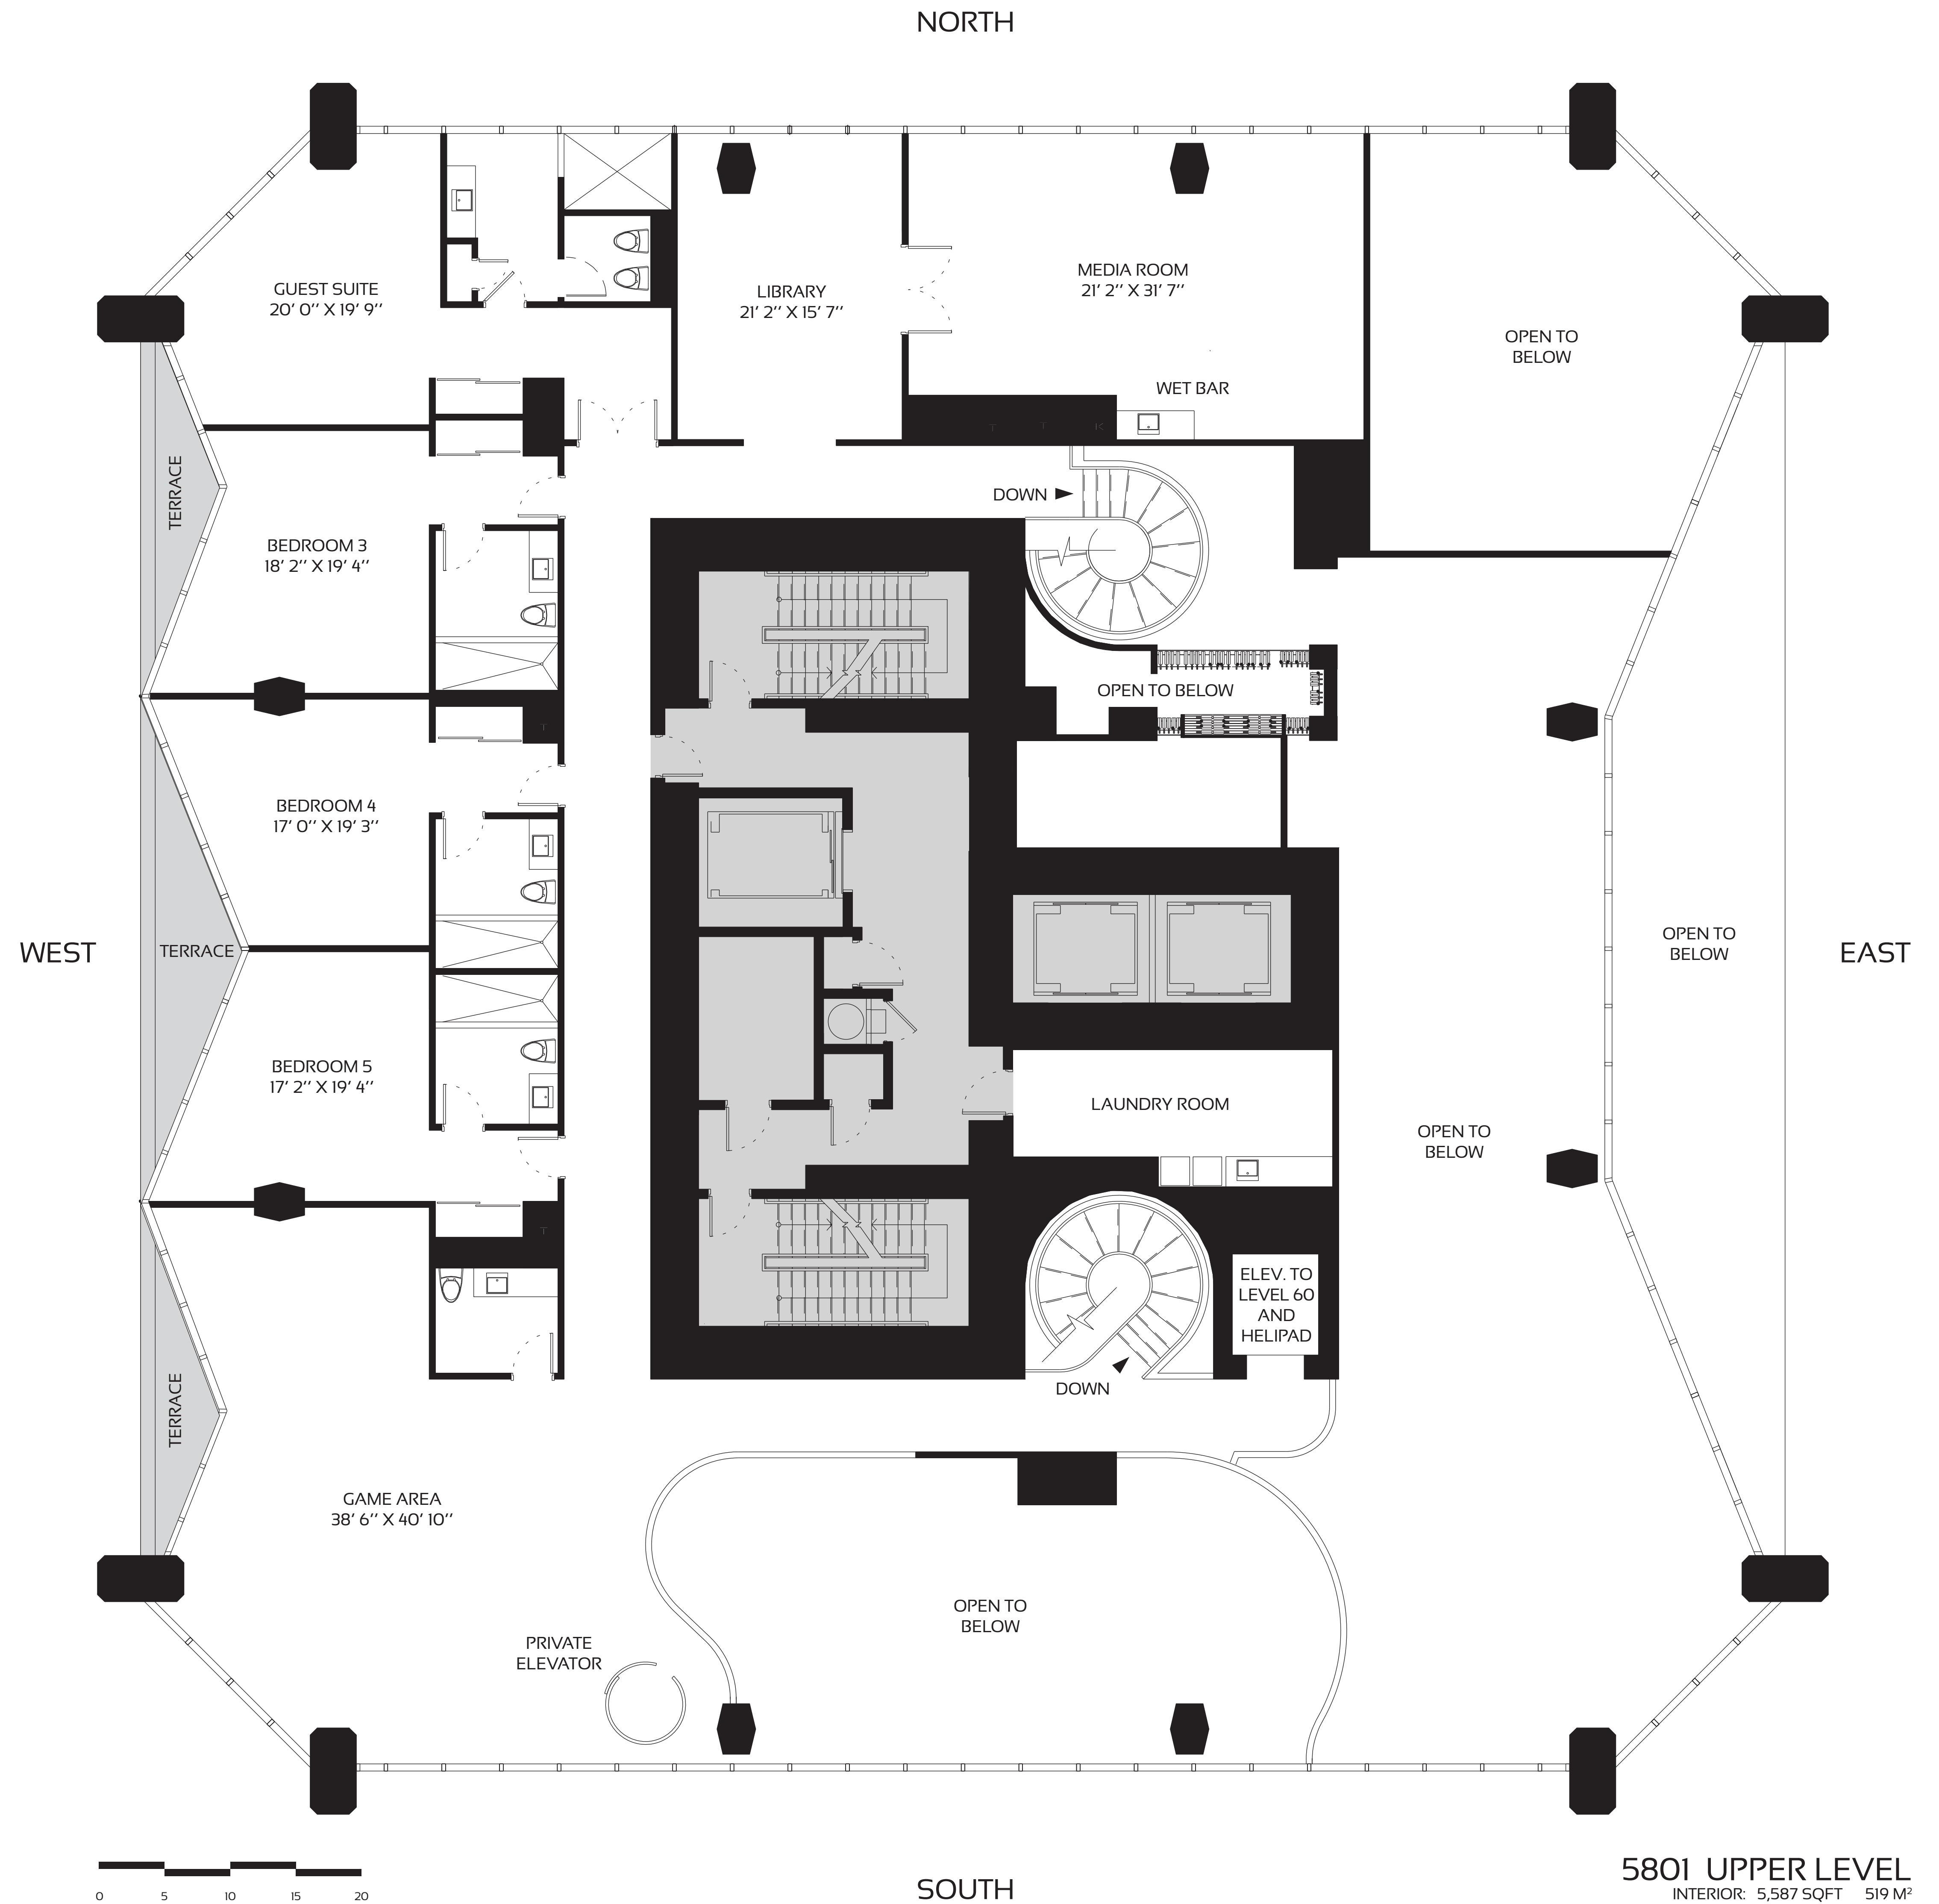 NORTH
GUEST SUITE
20' 0'' X 19' 9''
LIBRARY
21' 2'' X 15' 7''
MEDIA ROOM
21' 2'' X 31' 7''
WET BAR
OPEN TO
BELOW
TERRACE
BEDROOM 3
18' 2'' X 19' 4''
DOWN
OPEN TO BELOW
BEDROOM 4
17' 0'' X 19' 3''
WEST
TERRACE
OPEN TO
BELOW
EAST
BEDROOM 5
17' 2'' X 19' 4''
LAUNDRY ROOM
OPEN TO
BELOW
ELEV. TO
LEVEL 60
AND
HELIPAD
DOWN
TERRACE
GAME AREA
38' 6'' X 40' 10''
OPEN TO
BELOW
PRIVATE
ELEVATOR
0 5 10 15 20
SOUTH
5801 UPPER LEVEL
INTERIOR: 5,587 SQFT 519 M²